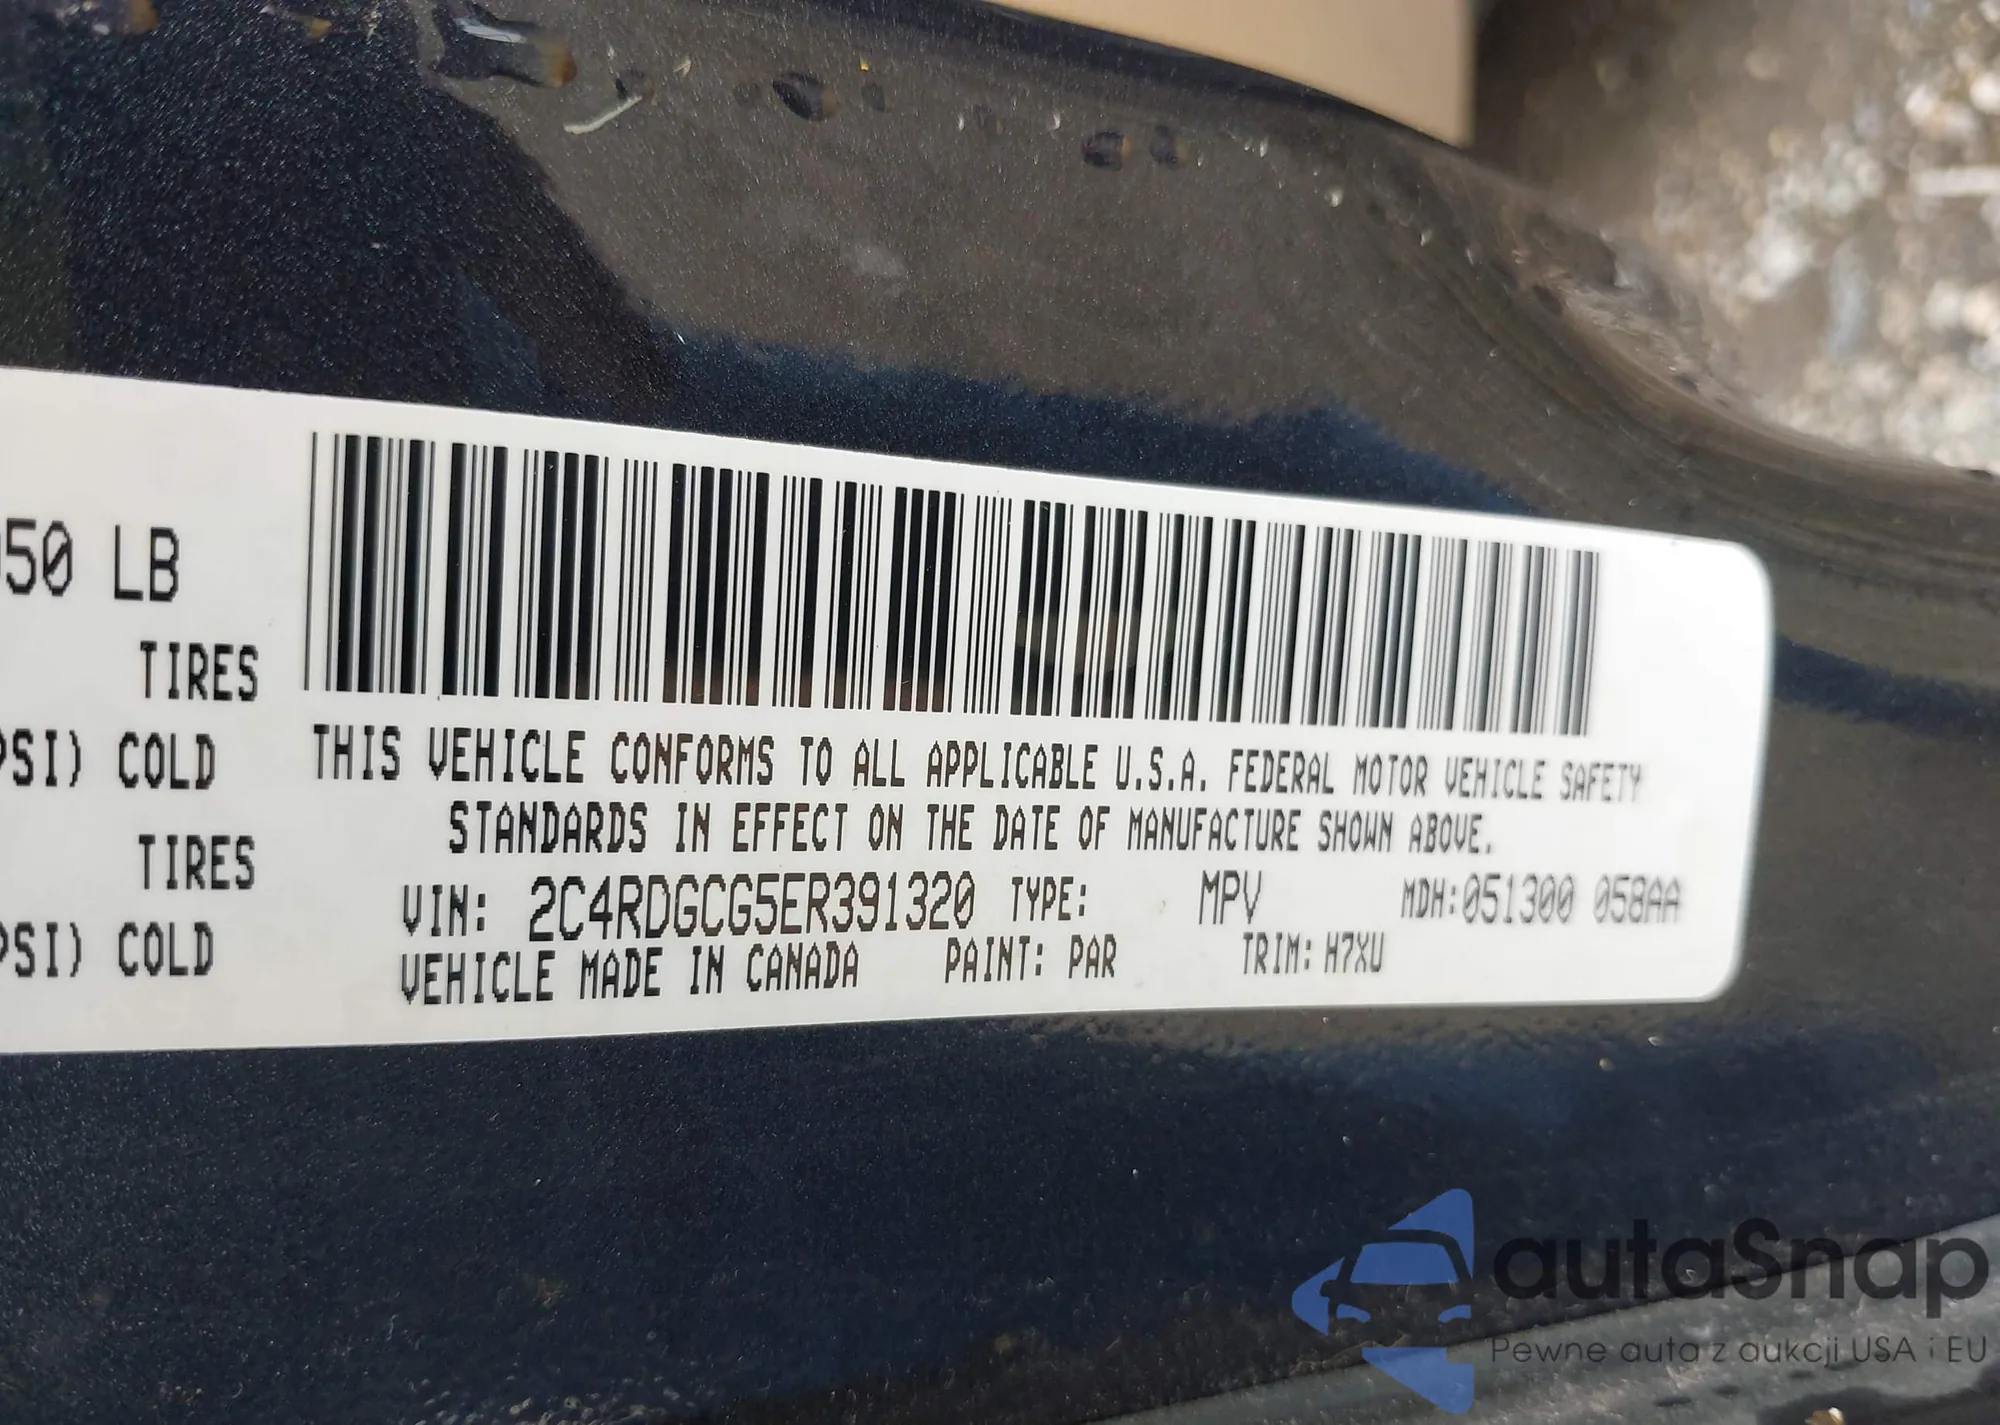 050 LB
TIRES
PSI) COLD
TIRES
PSI) COLD
THIS VEHICLE CONFORMS TO ALL APPLICABLE U.S.A. FEDERAL MOTOR VEHICLE SAFETY
STANDARDS IN EFFECT ON THE DATE OF MANUFACTURE SHOWN ABOVE.
VIN: 2C4RDGCG5ER391320 TYPE: MPV MDH:051300 058AA
VEHICLE MADE IN CANADA PAINT: PAR TRIM: H7XU
autaSnap
Pewne auta z aukcji USA i EU